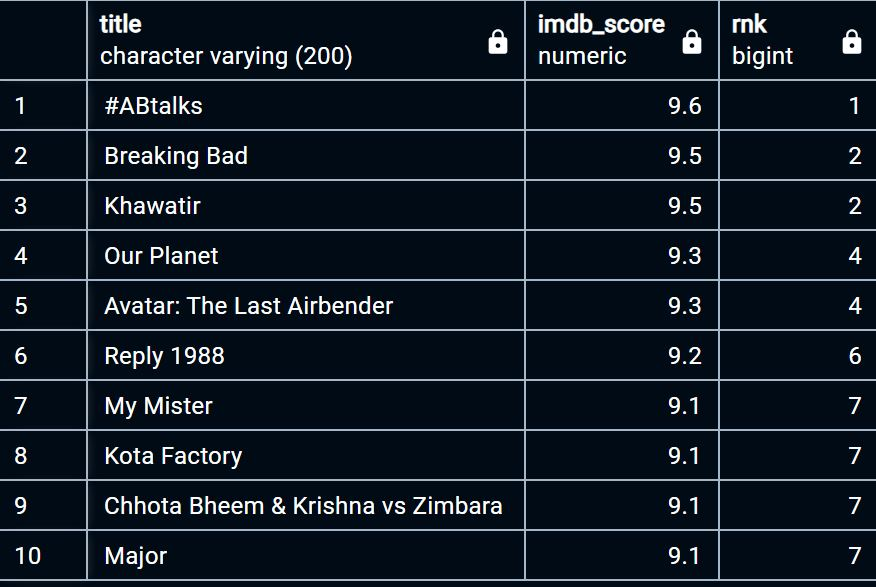 title imdb_score rnk
character varying (200) numeric bigint
1 #ABtalks 9.6 1
2 Breaking Bad 9.5 2
3 Khawatir 9.5 2
4 Our Planet 9.3 4
5 Avatar: The Last Airbender 9.3 4
6 Reply 1988 9.2 6
7 My Mister 9.1 7
8 Kota Factory 9.1 7
9 Chhota Bheem & Krishna vs Zimbara 9.1 7
10 Major 9.1 7